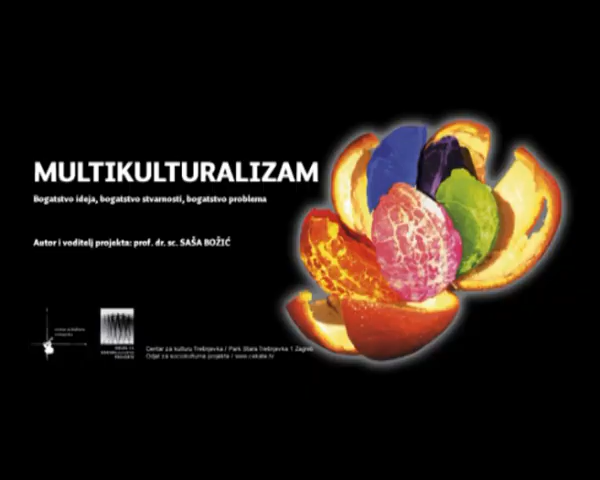 MULTIKULTURALIZAM
Bogatstvo ideja, bogatstvo stvarnosti, bogatstvo problema
Autor i voditelj projekta: prof. dr. sc. SAŠA BOŽIĆ
Centar za kulturu Trešnjevka / Park Stara Trešnjevka 1 Zagreb
Odjel za sociokulturne projekte / www.cekate.hr